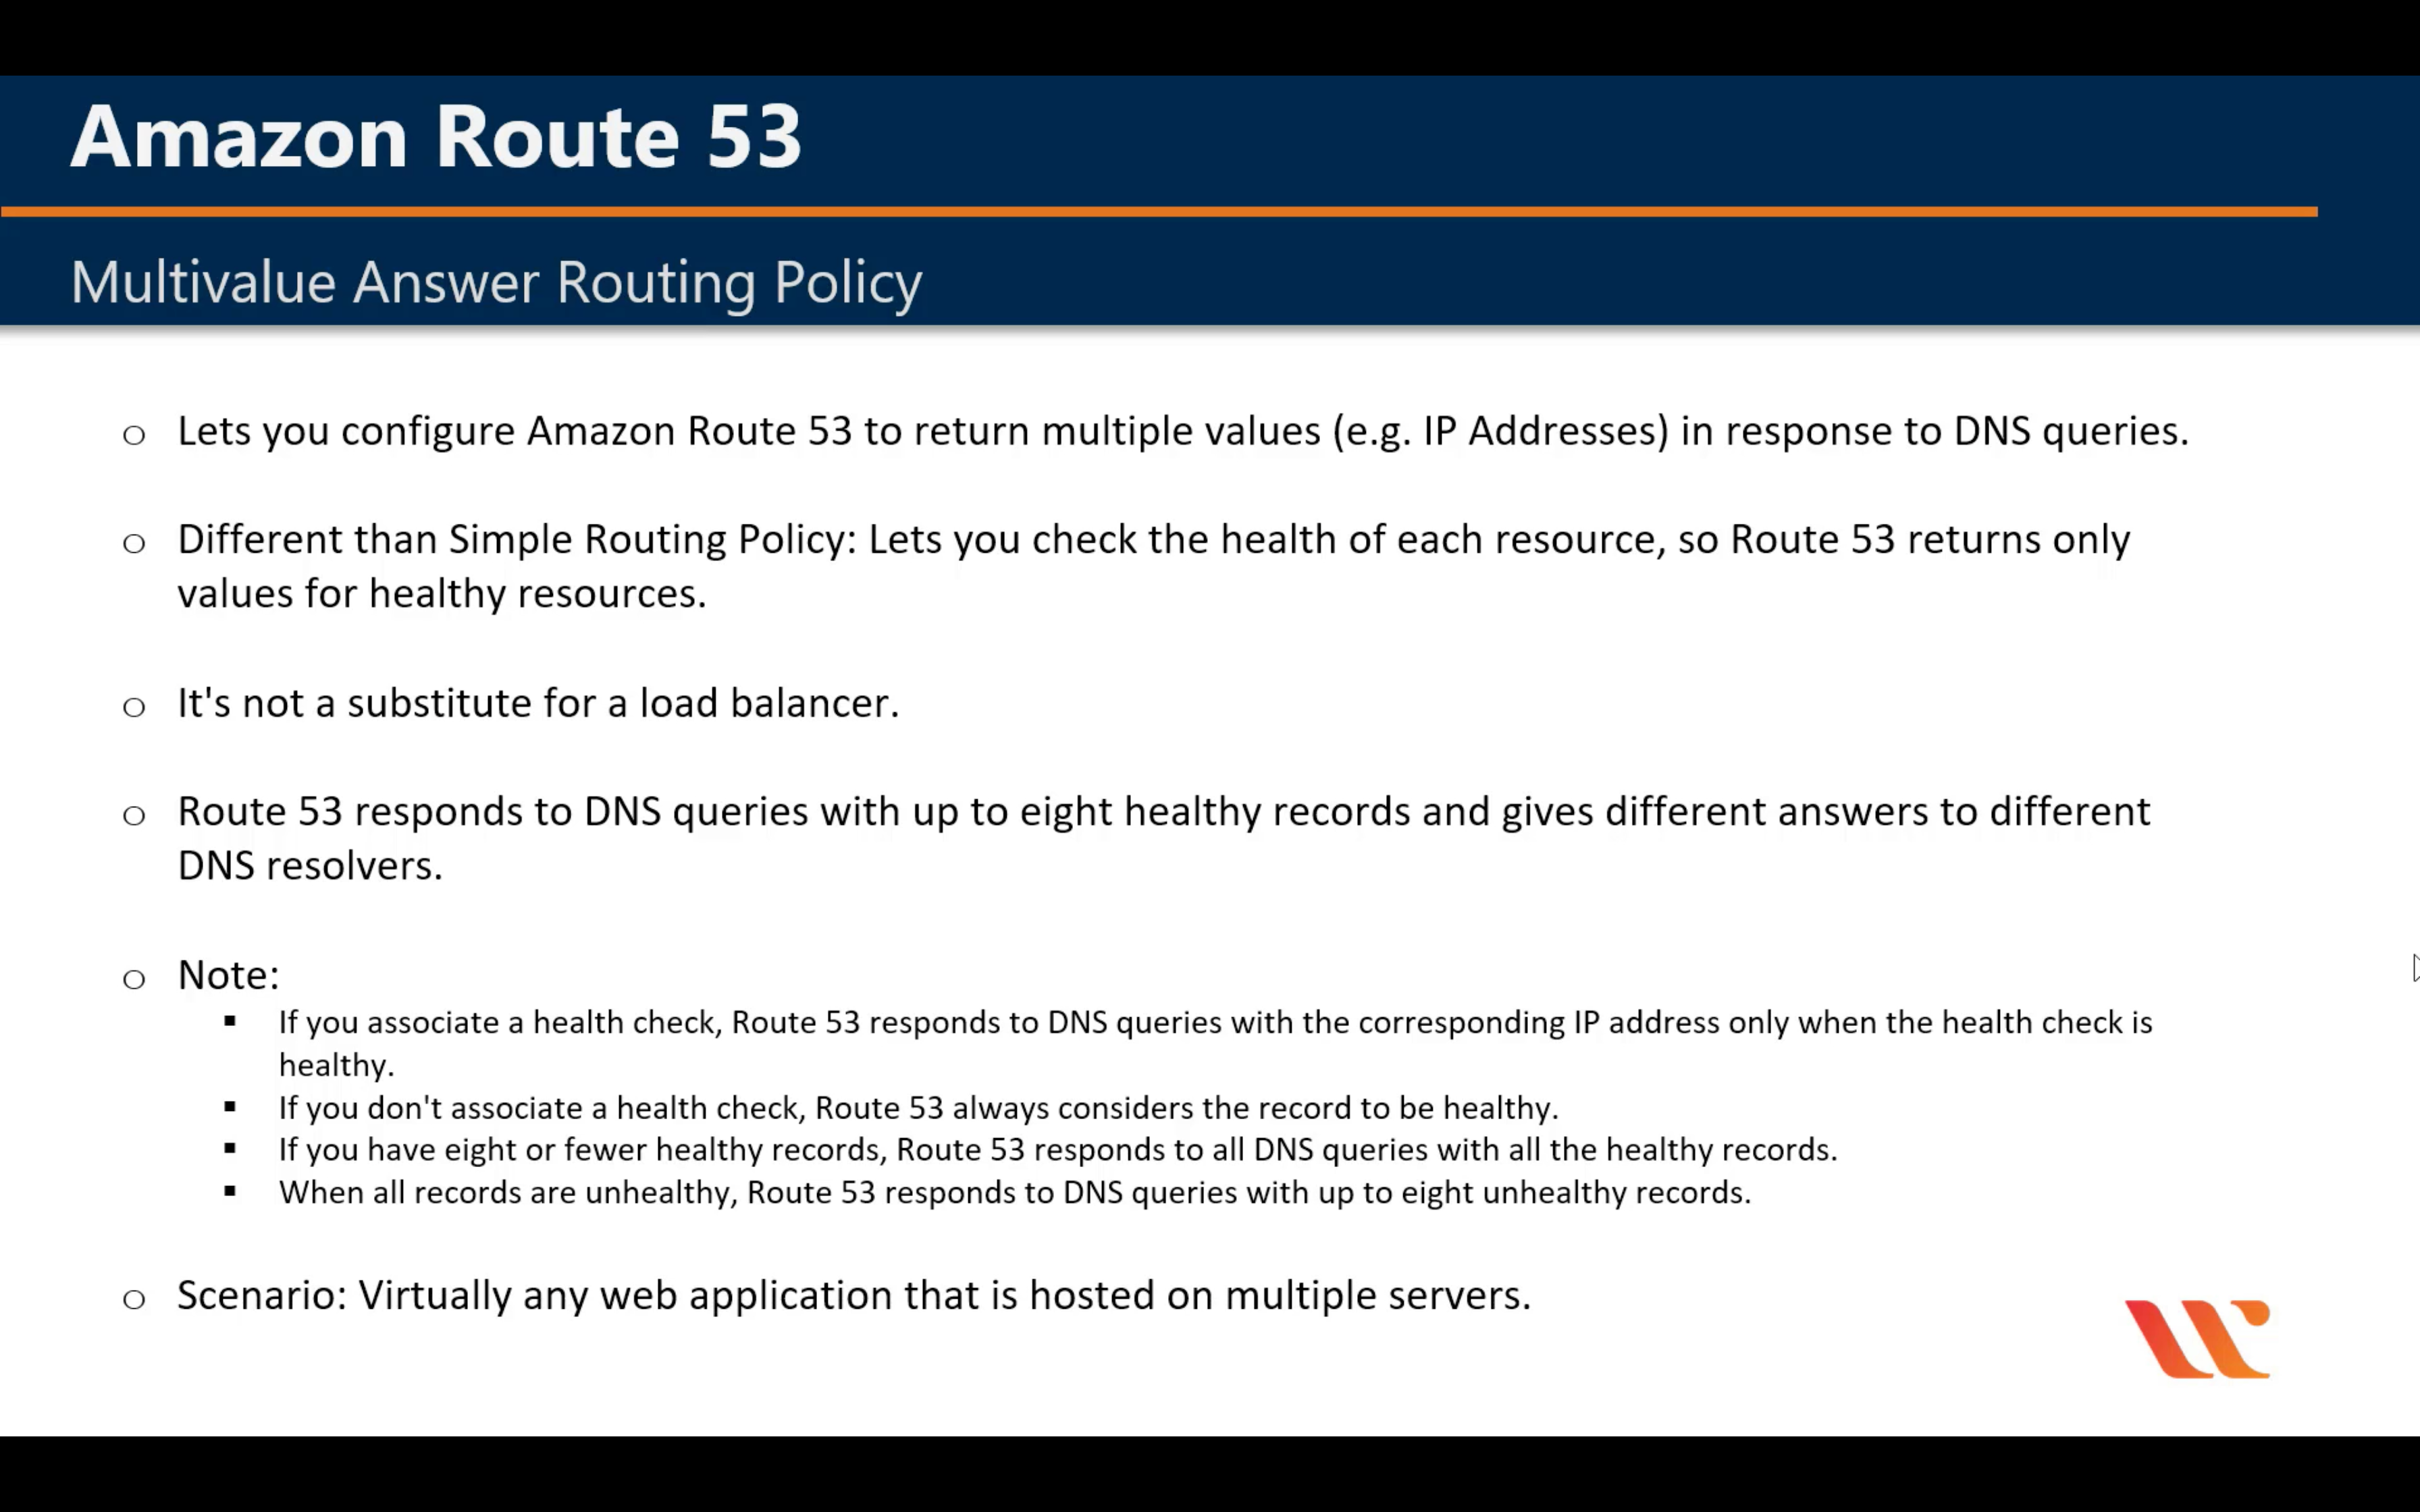 Amazon Route 53
Multivalue Answer Routing Policy
Lets you configure Amazon Route 53 to return multiple values (e.g. IP Addresses) in response to DNS queries.
Different than Simple Routing Policy: Lets you check the health of each resource, so Route 53 returns only
values for healthy resources.
It's not a substitute for a load balancer.
Route 53 responds to DNS queries with up to eight healthy records and gives different answers to different
DNS resolvers.
Note:
If you associate a health check, Route 53 responds to DNS queries with the corresponding IP address only when the health check is
healthy.
If you don't associate a health check, Route 53 always considers the record to be healthy.
If you have eight or fewer healthy records, Route 53 responds to all DNS queries with all the healthy records.
When all records are unhealthy, Route 53 responds to DNS queries with up to eight unhealthy records.
Scenario: Virtually any web application that is hosted on multiple servers.